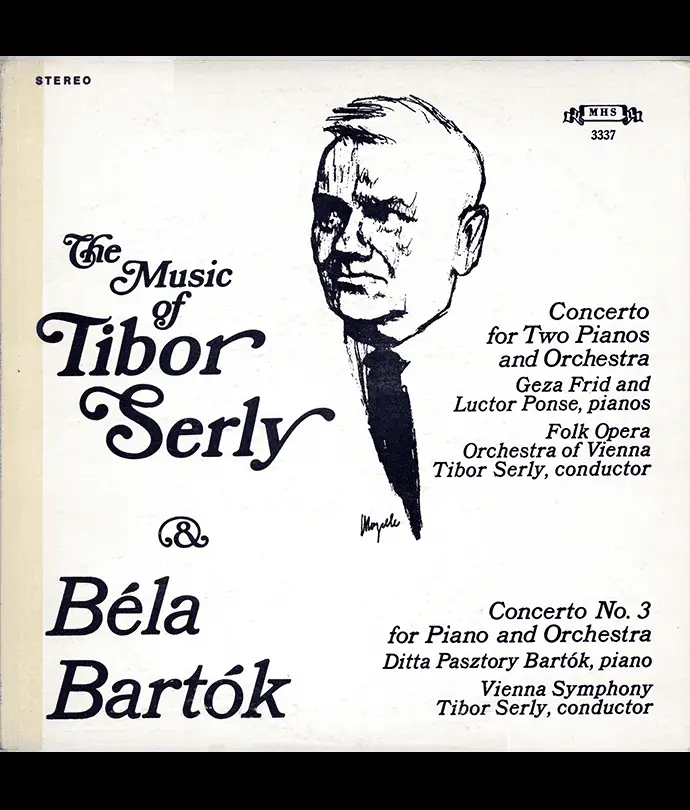 STEREO
MHS
3337
The
Music
of
Tibor
Serly
&
Béla
Bartók
Concerto
for Two Pianos
and Orchestra
Geza Frid and
Luctor Ponse, pianos
Folk Opera
Orchestra of Vienna
Tibor Serly, conductor
Concerto No. 3
for Piano and Orchestra
Ditta Pasztory Bartók, piano
Vienna Symphony
Tibor Serly, conductor